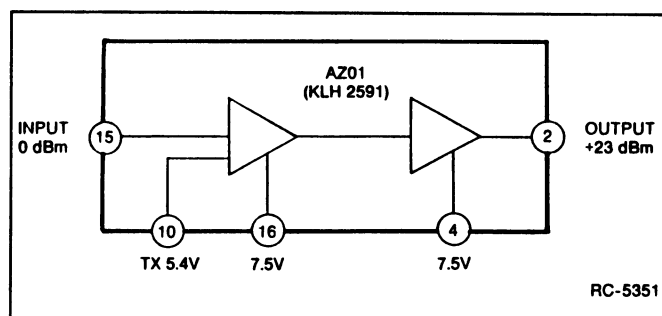 AZ01
(KLH 2591)
INPUT
0 dBm
15
2
OUTPUT
+23 dBm
10
16
4
TX 5.4V
7.5V
7.5V
RC-5351